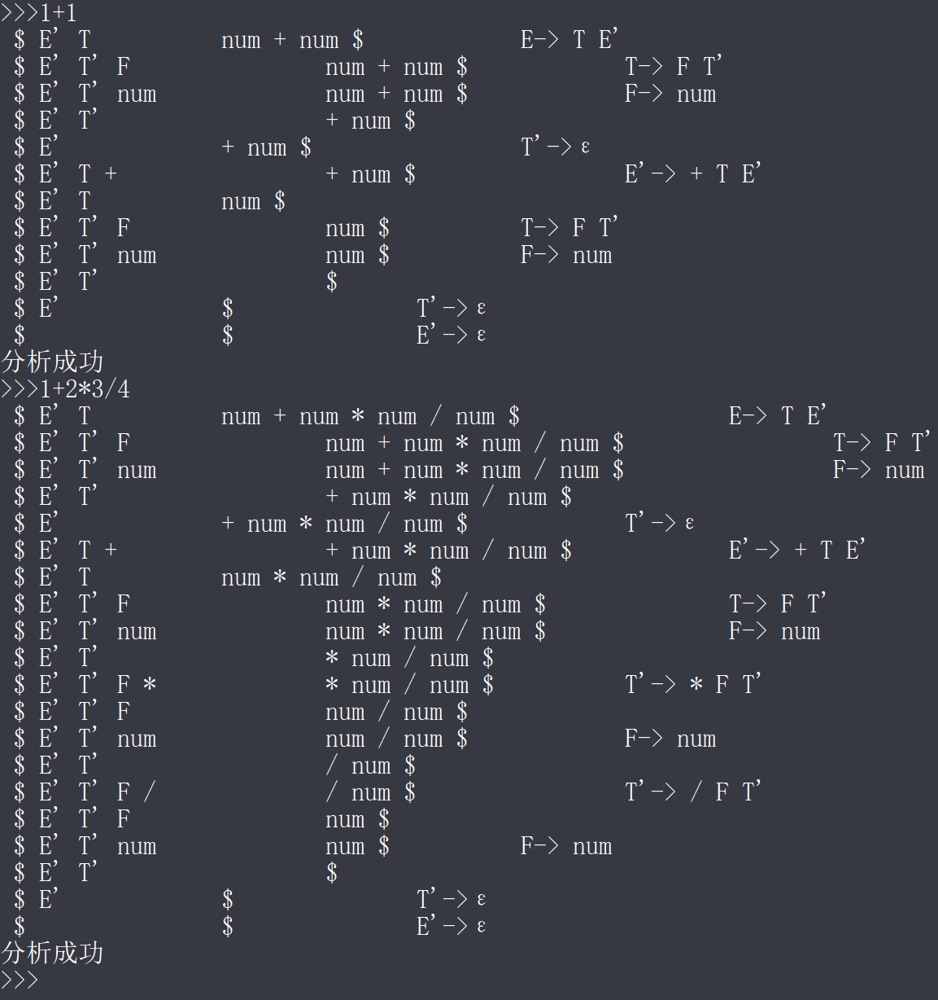 >>>1+1
$ E' T num + num $ E-> T E'
$ E' T' F num + num $ T-> F T'
$ E' T' num num + num $ F-> num
$ E' T' + num $
$ E' + num $ T'->ε
$ E' T + + num $ E'-> + T E'
$ E' T num $
$ E' T' F num $ T-> F T'
$ E' T' num num $ F-> num
$ E' T' $
$ E' $ T'->ε
$ $ E'->ε
分析成功
>>>1+2*3/4
$ E' T num + num * num / num $ E-> T E'
$ E' T' F num + num * num / num $ T-> F T'
$ E' T' num num + num * num / num $ F-> num
$ E' T' + num * num / num $
$ E' + num * num / num $ T'->ε
$ E' T + + num * num / num $ E'-> + T E'
$ E' T num * num / num $
$ E' T' F num * num / num $ T-> F T'
$ E' T' num num * num / num $ F-> num
$ E' T' * num / num $
$ E' T' F * * num / num $ T'-> * F T'
$ E' T' F num / num $
$ E' T' num num / num $ F-> num
$ E' T' / num $
$ E' T' F / / num $ T'-> / F T'
$ E' T' F num $
$ E' T' num num $ F-> num
$ E' T' $
$ E' $ T'->ε
$ $ E'->ε
分析成功
>>>